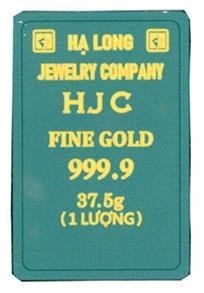 HẠ LONG
JEWELRY COMPANY
HJC
FINE GOLD
999.9
37.5g
(1 LƯỢNG)